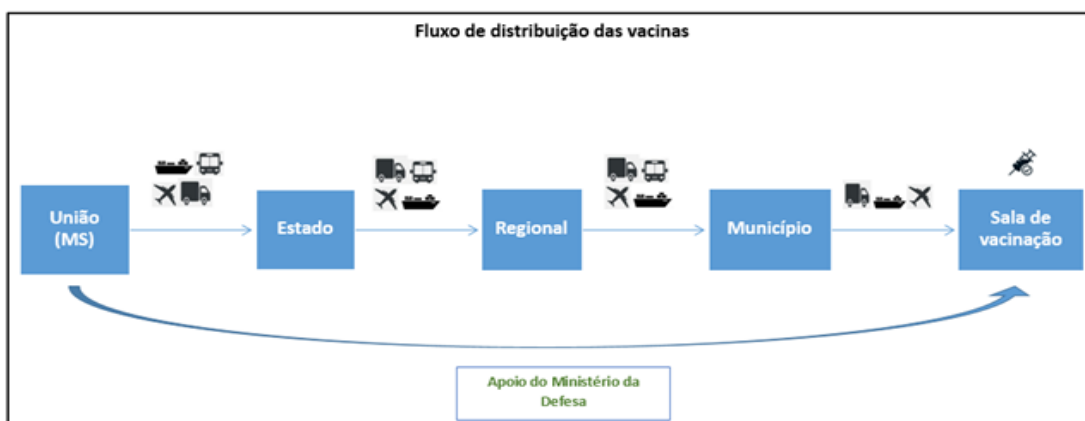 Fluxo de distribuição das vacinas
União
(MS)
Estado
Regional
Município
Sala de
vacinação
Apoio do Ministério da
Defesa